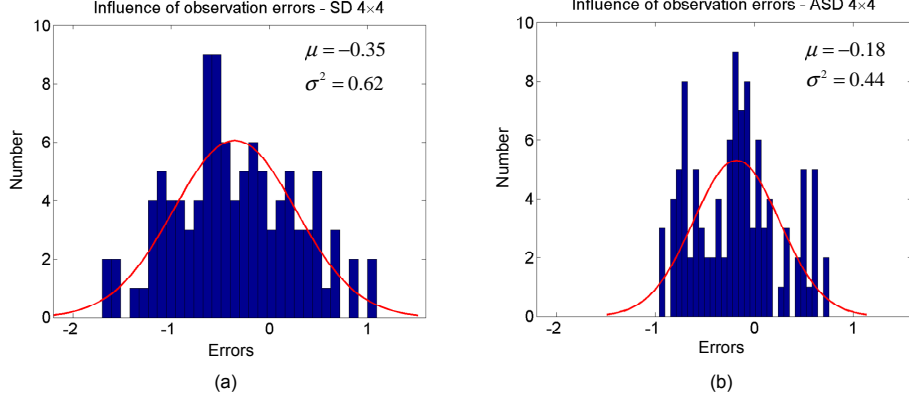 Influence of observation errors - SD 4×4
μ = −0.35
σ² = 0.62
10
8
6
4
2
0
Number
-2 -1 0 1
Errors
(a)
Influence of observation errors - ASD 4×4
μ = −0.18
σ² = 0.44
10
8
6
4
2
0
Number
-2 -1 0 1
Errors
(b)